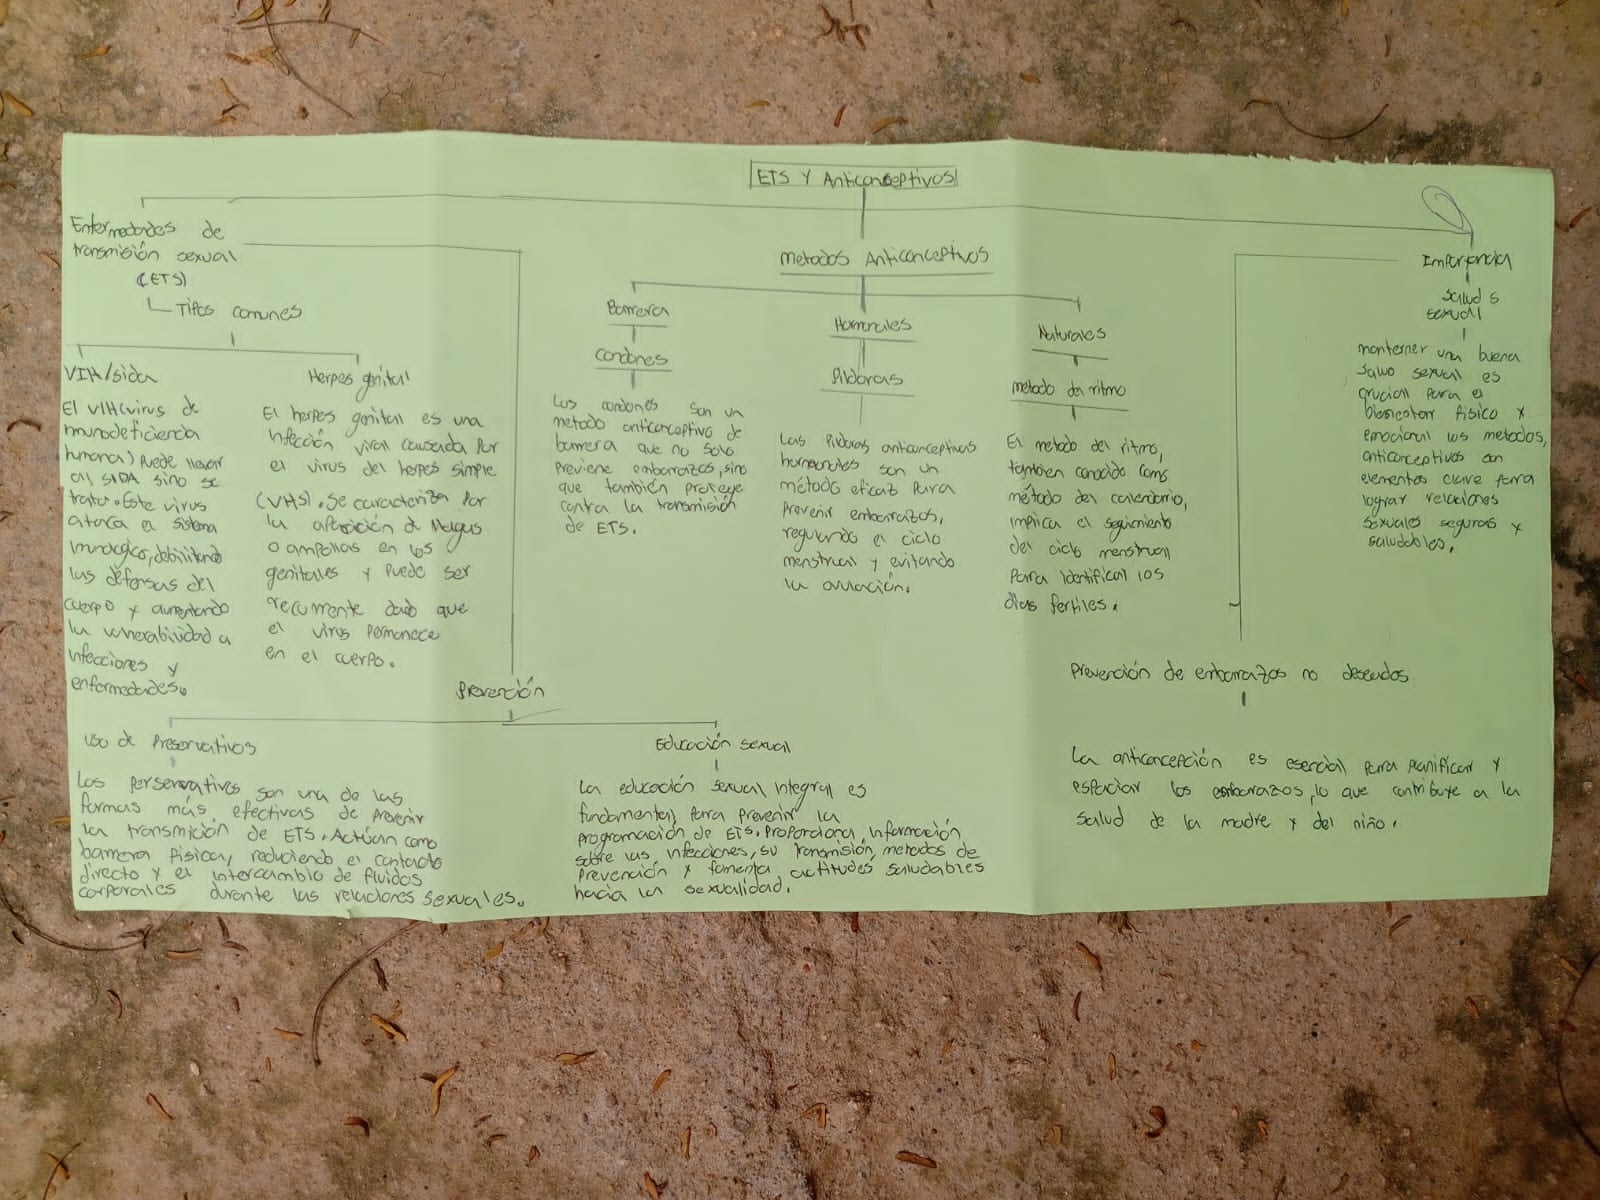 ETS Y Anticonceptivos
Enfermedades de
transmisión sexual
(ETS)
Tipos comunes
VIH/sida
El VIH(virus de
inmunodeficiencia
humana) puede llevar
al SIDA sino se
trata. Este virus
ataca el sistema
inmunologico, debilitando
las defensas del
cuerpo y aumentando
la vulnerabilidad a
infecciones y
enfermedades.
Herpes genital
El herpes genital es una
infección viral causada por
el virus del herpes simple
(VHS). Se caracteriza por
la aparición de llagas
o ampollas en los
genitales y puede ser
recurrente dado que
el virus permanece
en el cuerpo.
Prevención
Uso de Preservativos
Los perservativos son una de las
formas más efectivas de prevenir
la transmición de ETS. Actúan como
barrera física, reduciendo el contacto
directo y el intercambio de fluidos
corporales durante las relaciones sexuales.
Educación sexual
La educación sexual integral es
fundamental para prevenir la
programación de ETS. Proporciona información
sobre las infecciones, su transmisión, metodos de
prevención y fomenta actitudes saludables
hacia la sexualidad.
Metodos Anticonceptivos
Barrera
Condones
Los condones son un
metodo anticonceptivo de
barrera que no solo
previene embarazos, sino
que también protege
contra la transmisión
de ETS.
Hormonales
Pildoras
Las Pildoras anticonceptivas
hormonales son un
método eficaz para
prevenir embarazos,
regulando el ciclo
menstrual y evitando
la ovulación.
Naturales
metodo del ritmo
El metodo del ritmo,
tambien conocido como
método del calendario,
implica el seguimiento
del ciclo menstrual
para identificar los
dias fertiles.
Importancia
Salud s
sexual
mantener una buena
salud sexual es
crucial para el
bienestar físico y
emocional los metodos,
anticonceptivos son
elementos clave para
lograr relaciones
sexuales seguras y
saludables.
Prevención de embarazos no deseados
La anticoncepción es esencial para planificar y
espaciar los embarazos, lo que contribuye a la
salud de la madre y del niño.